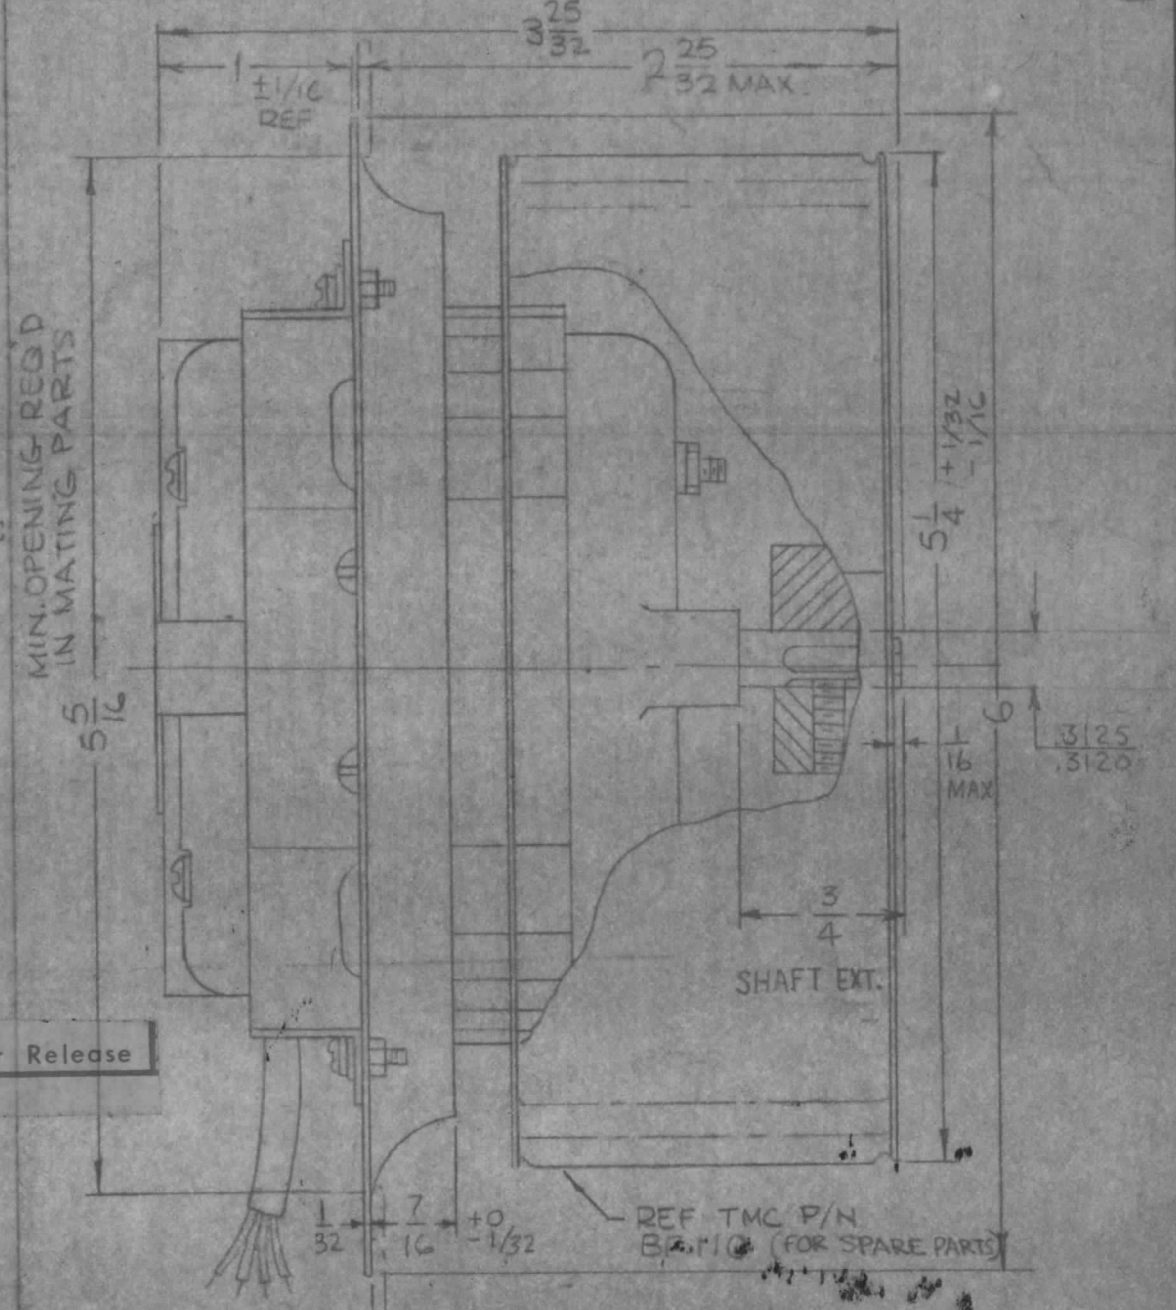 3 25/32
1
±1/16
REF
2 25/32 MAX.
MIN. OPENING REQ'D
IN MATING PARTS
5 5/16
5 1/4 +1/32 -1/16
6
.3125
.3120
1/16
MAX
3/4
SHAFT EXT.
Release
1/32
7/16 +0 -1/32
REF TMC P/N
(FOR SPARE PARTS)